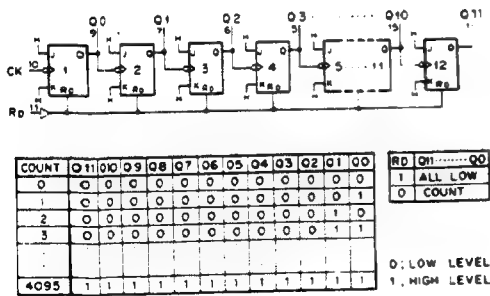 Q0 Q1 Q2 Q3 Q10 Q11
9 7 6 5 15 1
H H H H H
J Q J Q J Q J Q J Q J Q
CK 10 1 2 3 4 5 11 12
K RD K RD K RD K RD K RD K RD
H H H H H
RD 11
COUNT Q11 Q10 Q9 Q8 Q7 Q6 Q5 Q4 Q3 Q2 Q1 Q0
0 0 0 0 0 0 0 0 0 0 0 0 0
1 0 0 0 0 0 0 0 0 0 0 0 1
2 0 0 0 0 0 0 0 0 0 0 1 0
3 0 0 0 0 0 0 0 0 0 0 1 1
4095 1 1 1 1 1 1 1 1 1 1 1 1
RD Q11 ........ Q0
1 ALL LOW
0 COUNT
0; LOW LEVEL
1; HIGH LEVEL